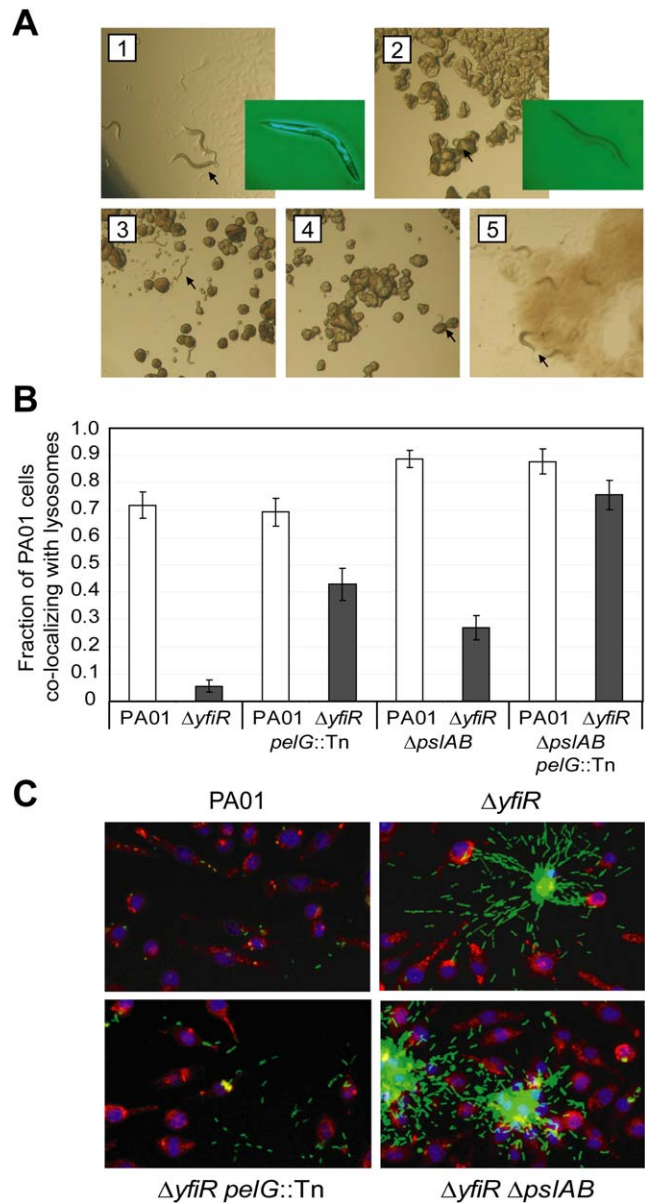 A
1
2
3
4
5
B
Fraction of PA01 cells
co-localizing with lysosomes
1.0
0.9
0.8
0.7
0.6
0.5
0.4
0.3
0.2
0.1
0
PA01 ΔyfiR PA01 ΔyfiR PA01 ΔyfiR PA01 ΔyfiR
pelG::Tn ΔpslAB ΔpslAB
pelG::Tn
C
PA01 ΔyfiR
ΔyfiR pelG::Tn ΔyfiR ΔpslAB